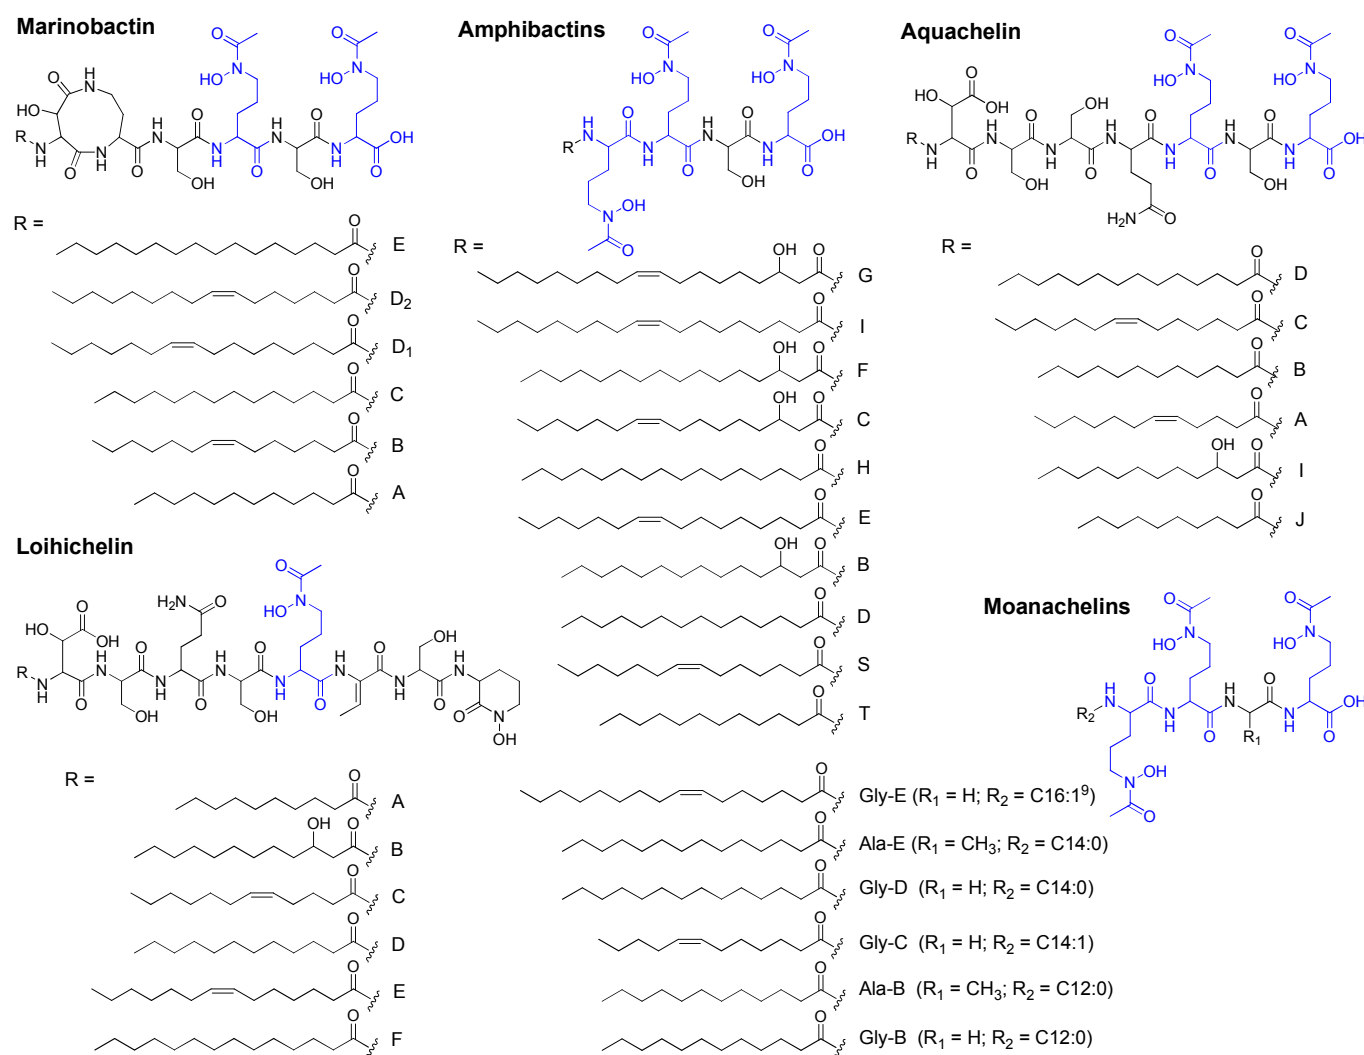 Marinobactin
Amphibactins
Aquachelin
R =
E
D2
D1
C
B
A
R =
G
I
F
C
H
E
B
D
S
T
R =
D
C
B
A
I
J
Loihichelin
R =
A
B
C
D
E
F
Moanachelins
Gly-E (R1 = H; R2 = C16:1⁹)
Ala-E (R1 = CH3; R2 = C14:0)
Gly-D (R1 = H; R2 = C14:0)
Gly-C (R1 = H; R2 = C14:1)
Ala-B (R1 = CH3; R2 = C12:0)
Gly-B (R1 = H; R2 = C12:0)